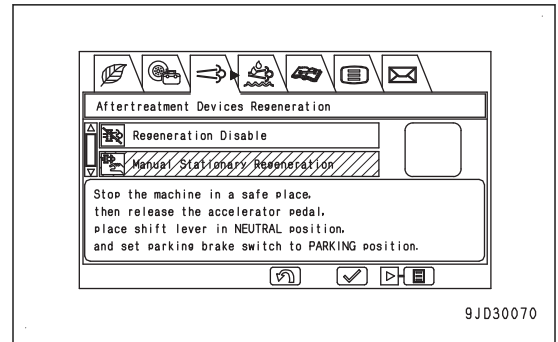 Aftertreatment Devices Regeneration
Regeneration Disable
Manual Stationary Regeneration
Stop the machine in a safe place,
then release the accelerator pedal,
place shift lever in NEUTRAL position,
and set parking brake switch to PARKING position.
9JD30070